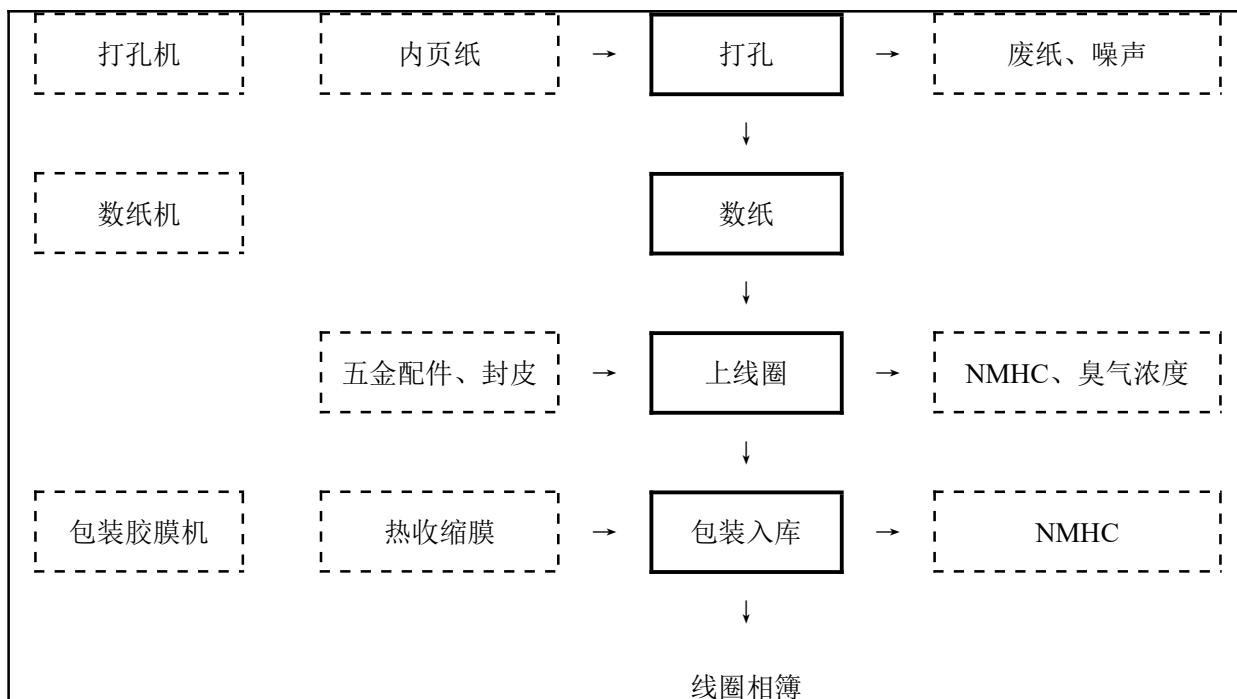 打孔机 内页纸 → 打孔 → 废纸、噪声
↓
数纸机 数纸
↓
五金配件、封皮 → 上线圈 → NMHC、臭气浓度
↓
包装胶膜机 热收缩膜 → 包装入库 → NMHC
↓
线圈相簿